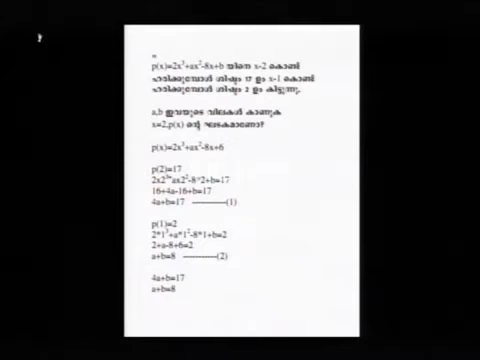 p(x)=2x³+ax²-8x+b യിനെ x-2 കൊണ്ട്
ഹരിക്കുമ്പോൾ ശിഷ്ടം 17 ഉം x-1 കൊണ്ട്
ഹരിക്കുമ്പോൾ ശിഷ്ടം 2 ഉം കിട്ടുന്നു.
a,b ഇവയുടെ വിലകൾ കാണുക
x=2,p(x) ന്റെ ഘടകമാണോ?
p(x)=2x³+ax²-8x+6
p(2)=17
2x2³⁺ax2²-8*2+b=17
16+4a-16+b=17
4a+b=17 ------------(1)
p(1)=2
2*1³+a*1²-8*1+b=2
2+a-8+6=2
a+b=8 ------------(2)
4a+b=17
a+b=8